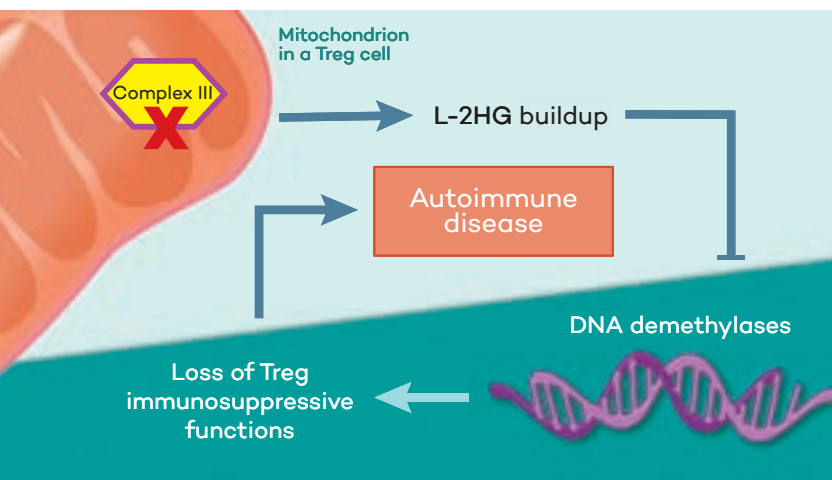 Mitochondrion
in a Treg cell
Complex III
X
L-2HG buildup
Autoimmune
disease
DNA demethylases
Loss of Treg
immunosuppressive
functions